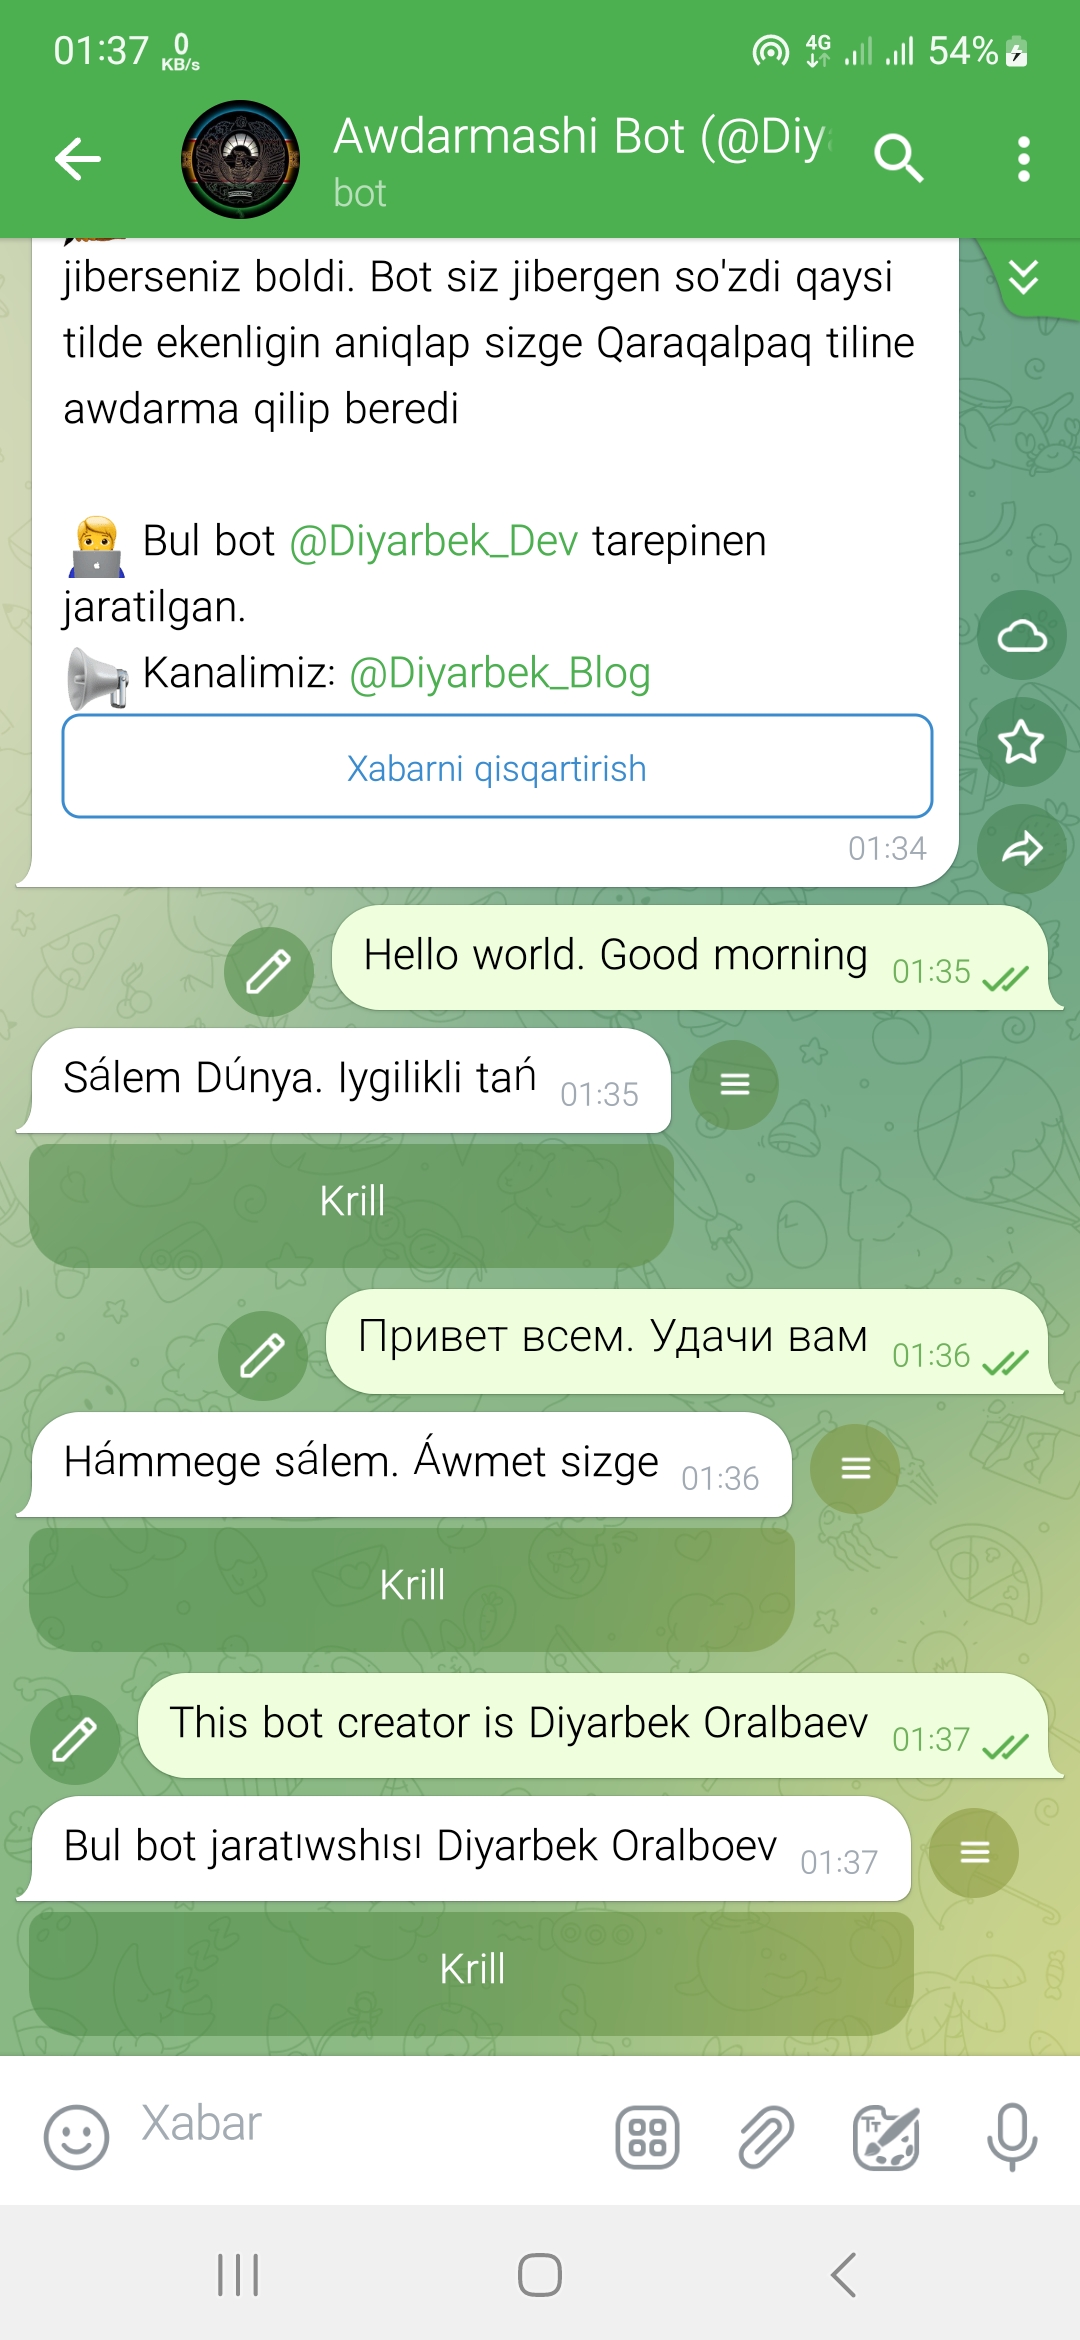 01:37 0 KB/s 4G 54%
Awdarmashi Bot (@Diy
bot
jiberseniz boldi. Bot siz jibergen so'zdi qaysi
tilde ekenligin aniqlap sizge Qaraqalpaq tiline
awdarma qilip beredi
Bul bot @Diyarbek_Dev tarepinen
jaratilgan.
Kanalimiz: @Diyarbek_Blog
Xabarni qisqartirish
01:34
Hello world. Good morning 01:35
Sálem Dúnya. Iygilikli tań 01:35
Krill
Привет всем. Удачи вам 01:36
Hámmege sálem. Áwmet sizge 01:36
Krill
This bot creator is Diyarbek Oralbaev 01:37
Bul bot jaratıwshısı Diyarbek Oralboev 01:37
Krill
Xabar